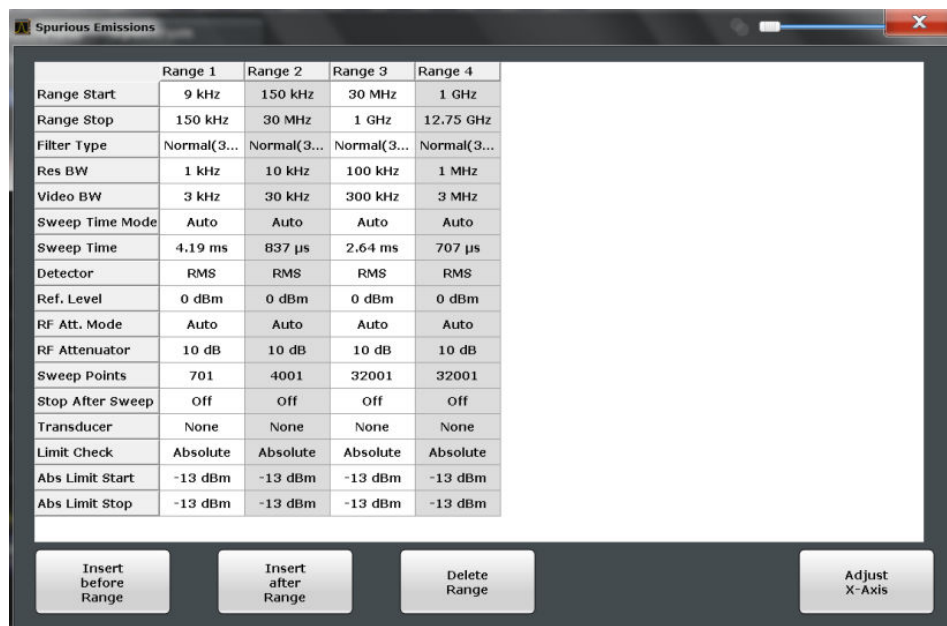 Spurious Emissions
X
Range 1 Range 2 Range 3 Range 4
Range Start 9 kHz 150 kHz 30 MHz 1 GHz
Range Stop 150 kHz 30 MHz 1 GHz 12.75 GHz
Filter Type Normal(3... Normal(3... Normal(3... Normal(3...
Res BW 1 kHz 10 kHz 100 kHz 1 MHz
Video BW 3 kHz 30 kHz 300 kHz 3 MHz
Sweep Time Mode Auto Auto Auto Auto
Sweep Time 4.19 ms 837 µs 2.64 ms 707 µs
Detector RMS RMS RMS RMS
Ref. Level 0 dBm 0 dBm 0 dBm 0 dBm
RF Att. Mode Auto Auto Auto Auto
RF Attenuator 10 dB 10 dB 10 dB 10 dB
Sweep Points 701 4001 32001 32001
Stop After Sweep Off Off Off Off
Transducer None None None None
Limit Check Absolute Absolute Absolute Absolute
Abs Limit Start -13 dBm -13 dBm -13 dBm -13 dBm
Abs Limit Stop -13 dBm -13 dBm -13 dBm -13 dBm
Insert
before
Range
Insert
after
Range
Delete
Range
Adjust
X-Axis